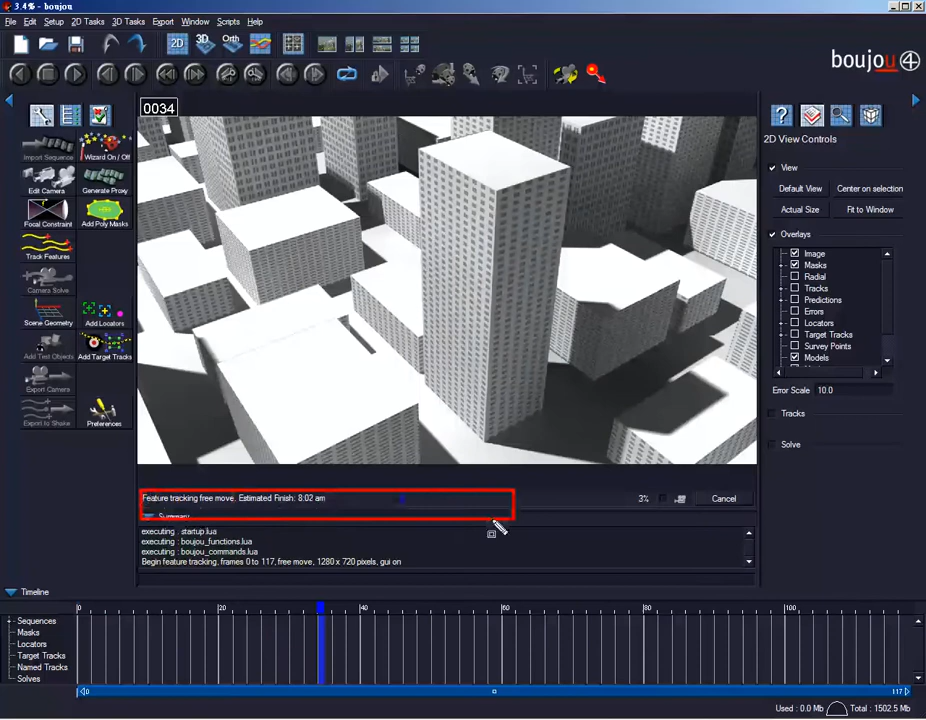 3.4% - boujou
File Edit Setup 2D Tasks 3D Tasks Export Window Scripts Help
2D 3D Orth
boujou 4
0034
Import Sequence Wizard On / Off
Edit Camera Generate Proxy
Focal Constraint Add Poly Masks
Track Features
Camera Solve
Scene Geometry Add Locators
Add Test Objects Add Target Tracks
Export Camera
Export to Shake Preferences
2D View Controls
View
Default View Center on selection
Actual Size Fit to Window
Overlays
Image
Masks
Radial
Tracks
Predictions
Errors
Locators
Target Tracks
Survey Points
Models
Error Scale 10.0
Tracks
Solve
Feature tracking free move. Estimated Finish: 8:02 am
3% Cancel
Summary
executing : startup.lua
executing : boujou_functions.lua
executing : boujou_commands.lua
Begin feature tracking, frames 0 to 117, free move, 1280 x 720 pixels, gui on
Timeline
0 20 40 60 80 100
Sequences
Masks
Locators
Target Tracks
Named Tracks
Solves
0 117
Used : 0.0 Mb Total : 1502.5 Mb